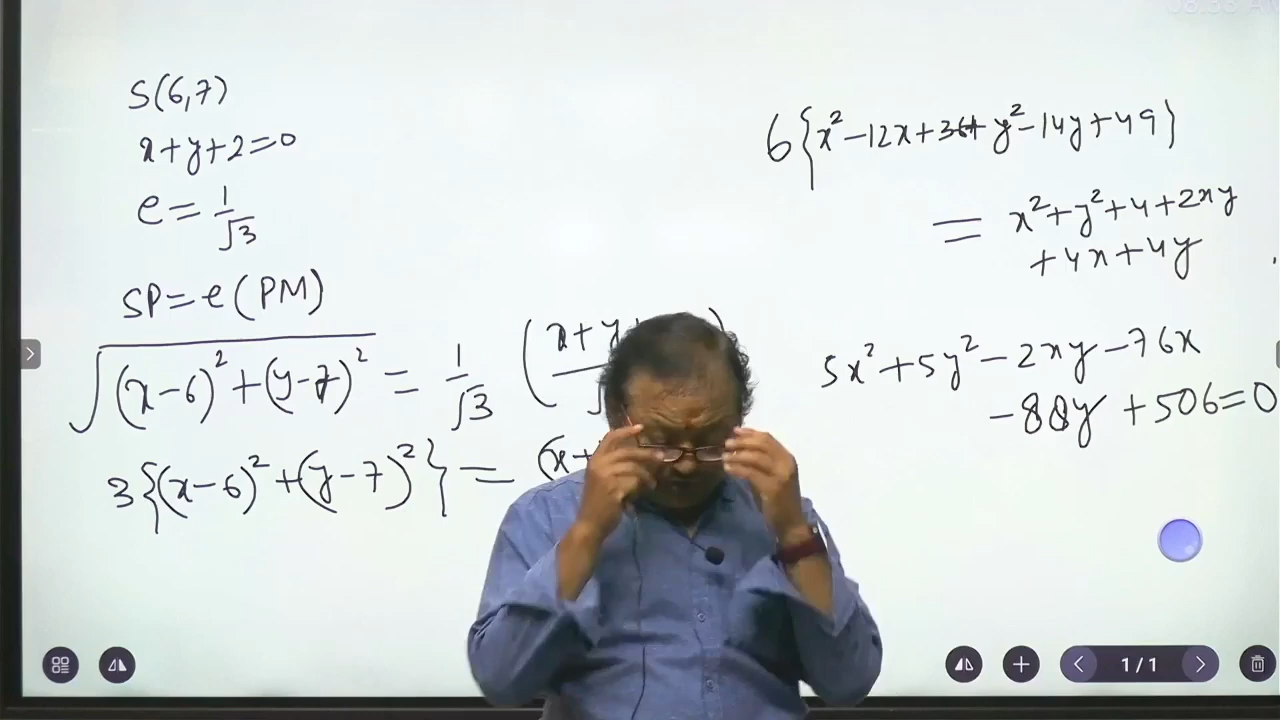 S(6,7)
x+y+2=0
e=1/√3
SP=e(PM)
√((x-6)²+(y-7)²) = 1/√3 (x+y
3{(x-6)²+(y-7)²} = (x+
6{x²-12x+36+y²-14y+49}
= x²+y²+4+2xy
+4x+4y
5x²+5y²-2xy-76x
-88y+506=0
1/1